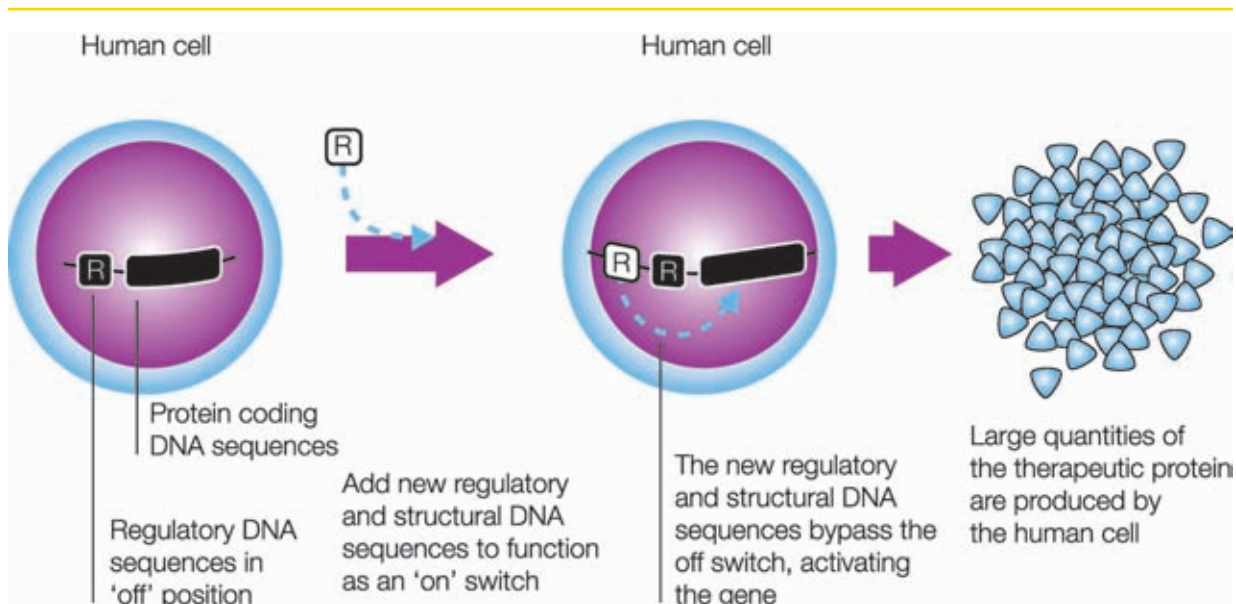 Human cell
Human cell
R
R
R
R
Protein coding
DNA sequences
Regulatory DNA
sequences in
‘off’ position
Add new regulatory
and structural DNA
sequences to function
as an ‘on’ switch
The new regulatory
and structural DNA
sequences bypass the
off switch, activating
the gene
Large quantities of
the therapeutic protein
are produced by
the human cell